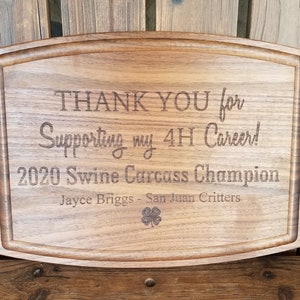 THANK YOU for
Supporting my 4H Career!
2020 Swine Carcass Champion
Jayce Briggs - San Juan Critters